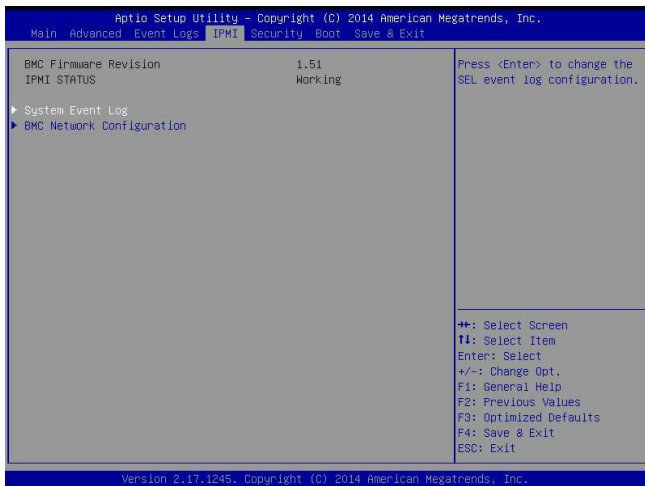 Aptio Setup Utility – Copyright (C) 2014 American Megatrends, Inc.
Main Advanced Event Logs IPMI Security Boot Save & Exit
BMC Firmware Revision 1.51
IPMI STATUS Working
System Event Log
BMC Network Configuration
Press <Enter> to change the
SEL event log configuration.
→←: Select Screen
↑↓: Select Item
Enter: Select
+/-: Change Opt.
F1: General Help
F2: Previous Values
F3: Optimized Defaults
F4: Save & Exit
ESC: Exit
Version 2.17.1245. Copyright (C) 2014 American Megatrends, Inc.